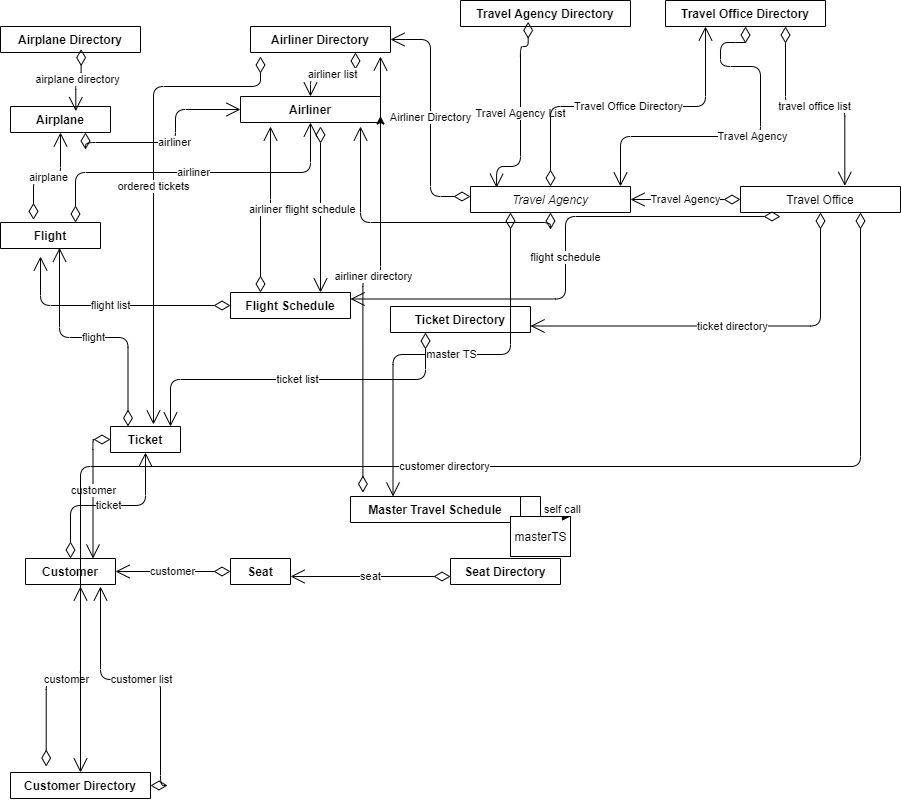 Travel Agency Directory
Travel Office Directory
Airplane Directory
Airliner Directory
airplane directory
airliner list
Airplane
Airliner
Airliner Directory
Travel Agency List
Travel Office Directory
travel office list
airliner
Travel Agency
airplane
airliner
ordered tickets
Travel Agency
Travel Agency
Travel Office
airliner flight schedule
Flight
flight schedule
airliner directory
flight list
Flight Schedule
Ticket Directory
ticket directory
flight
master TS
ticket list
Ticket
customer directory
customer
ticket
Master Travel Schedule
self call
masterTS
Customer
customer
Seat
seat
Seat Directory
customer
customer list
Customer Directory